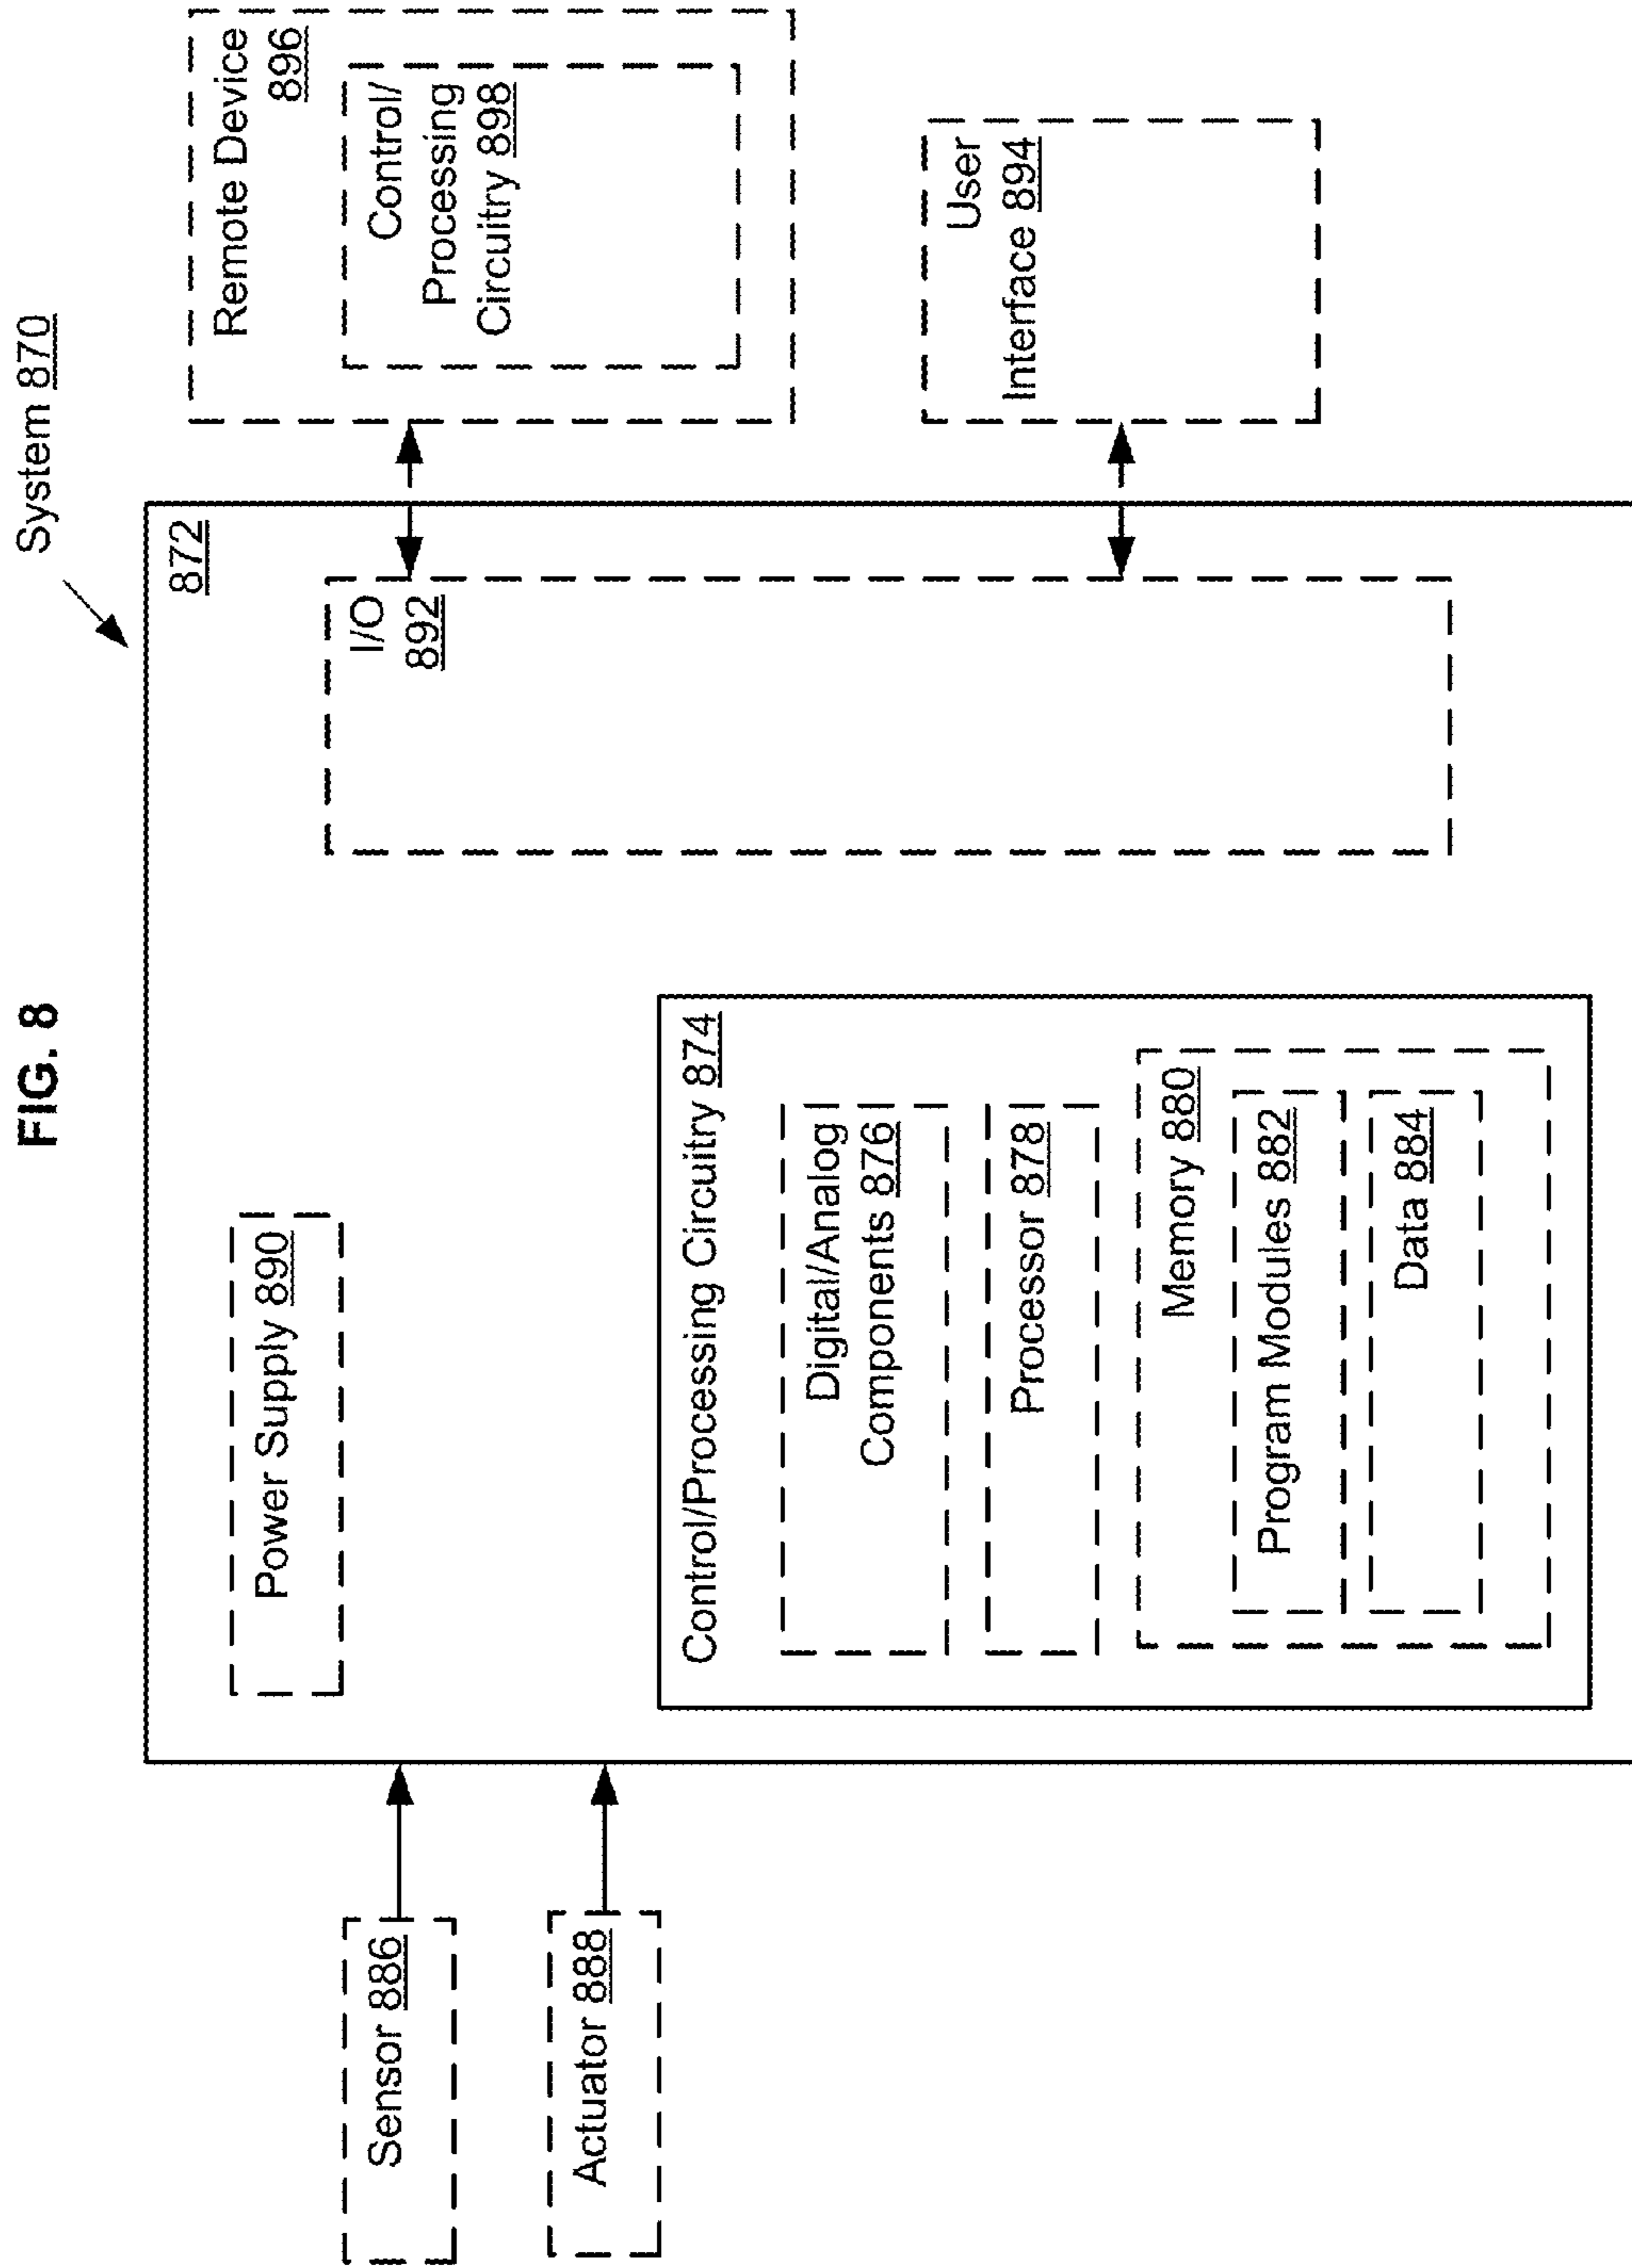 FIG. 8
System 870
872
Sensor 886
Actuator 888
Power Supply 890
Control/Processing Circuitry 874
Digital/Analog
Components 876
Processor 878
Memory 880
Program Modules 882
Data 884
I/O
892
Remote Device
896
Control/
Processing
Circuitry 898
User
Interface 894